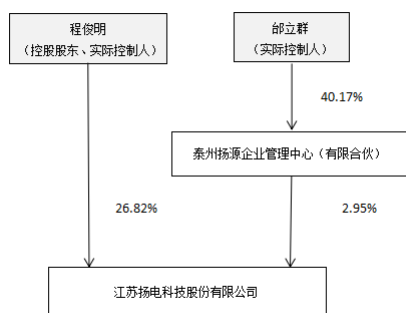 程俊明
（控股股东、实际控制人）
邰立群
（实际控制人）
40.17%
泰州扬源企业管理中心（有限合伙）
26.82%
2.95%
江苏扬电科技股份有限公司